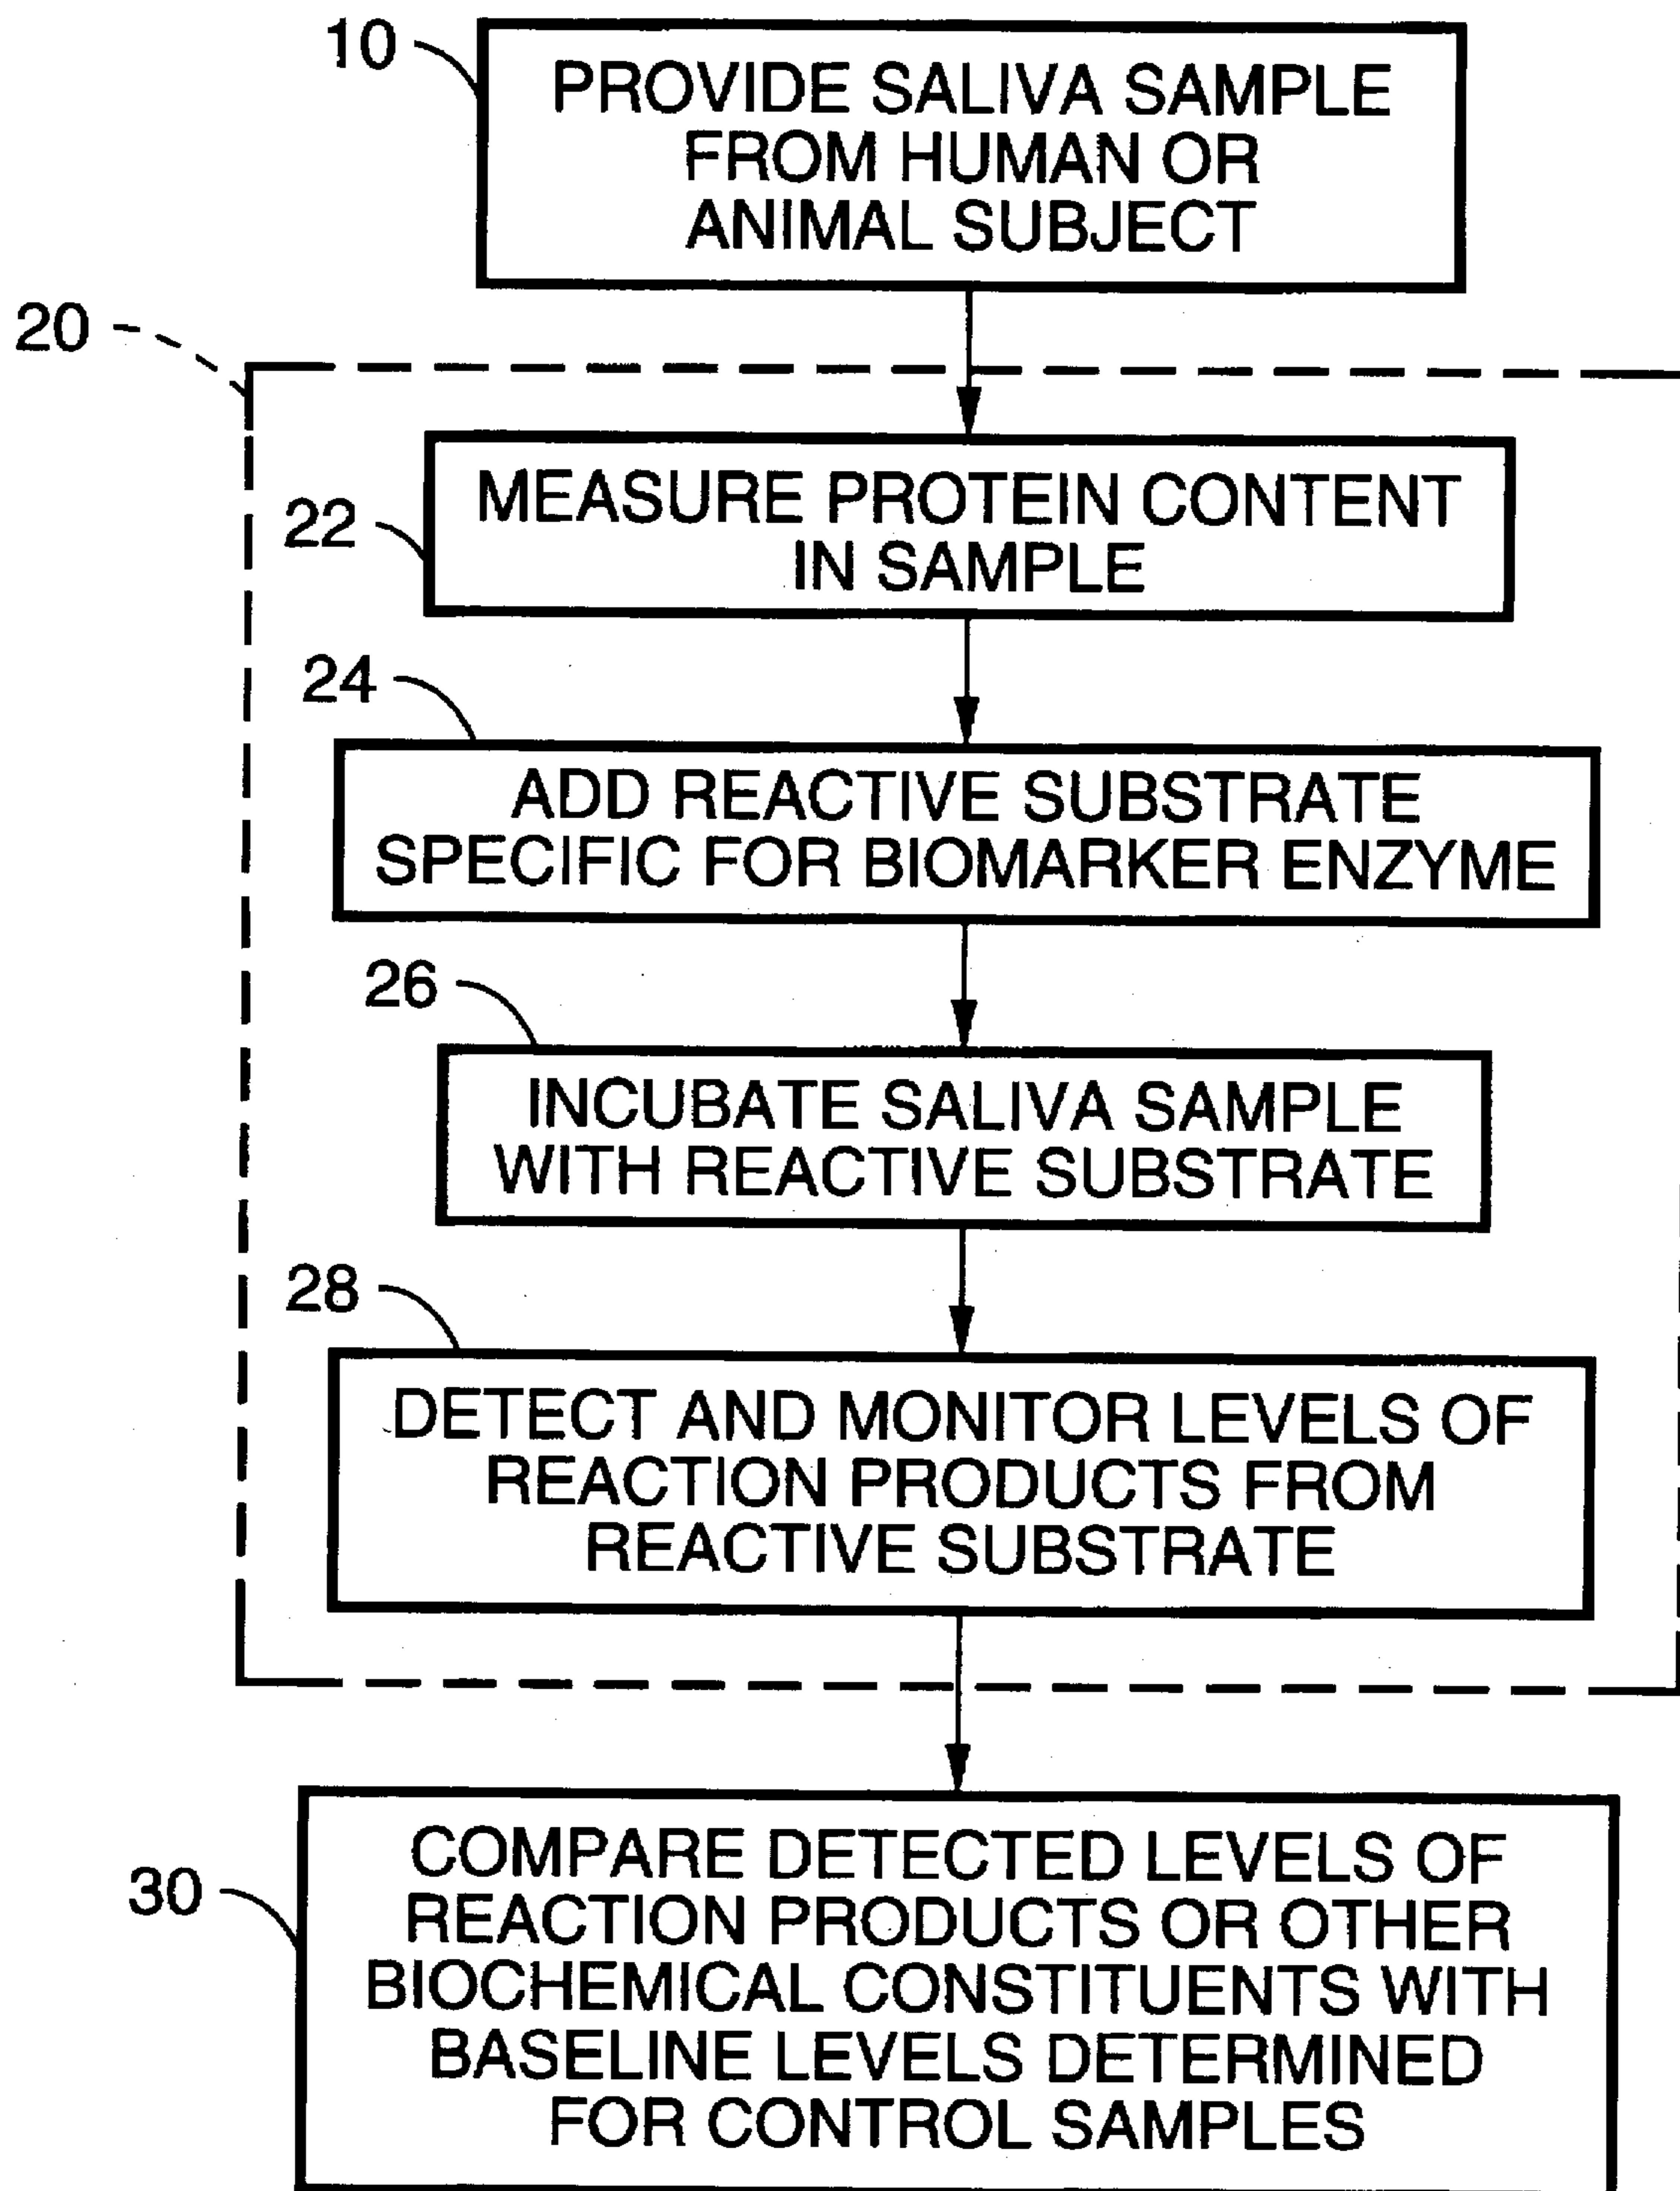 10
PROVIDE SALIVA SAMPLE
FROM HUMAN OR
ANIMAL SUBJECT
20
22
MEASURE PROTEIN CONTENT
IN SAMPLE
24
ADD REACTIVE SUBSTRATE
SPECIFIC FOR BIOMARKER ENZYME
26
INCUBATE SALIVA SAMPLE
WITH REACTIVE SUBSTRATE
28
DETECT AND MONITOR LEVELS OF
REACTION PRODUCTS FROM
REACTIVE SUBSTRATE
30
COMPARE DETECTED LEVELS OF
REACTION PRODUCTS OR OTHER
BIOCHEMICAL CONSTITUENTS WITH
BASELINE LEVELS DETERMINED
FOR CONTROL SAMPLES